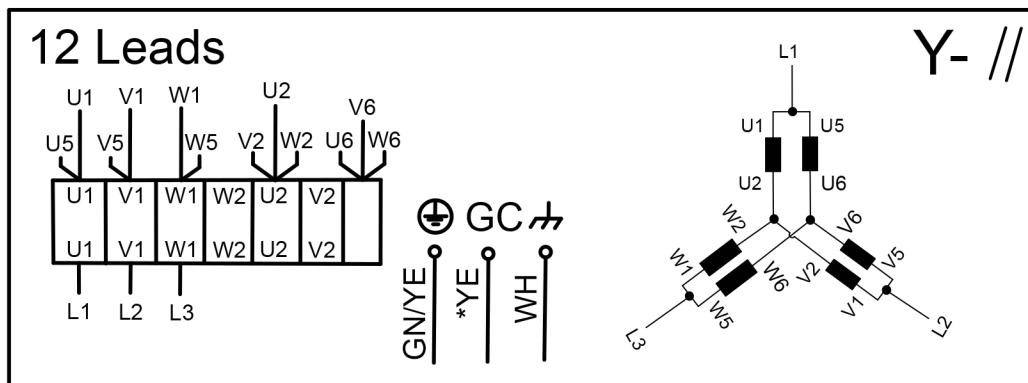 12 Leads
Y- //
U1 V1 W1 U2 V6
U5 V5 W5 V2 W2 U6 W6
U1 V1 W1 W2 U2 V2
U1 V1 W1 W2 U2 V2
L1 L2 L3
GC
GN/YE *YE WH
L1
U1 U5
U2 U6
W2 V6
W1 W6 V2 V5
W5 V1
L3 L2